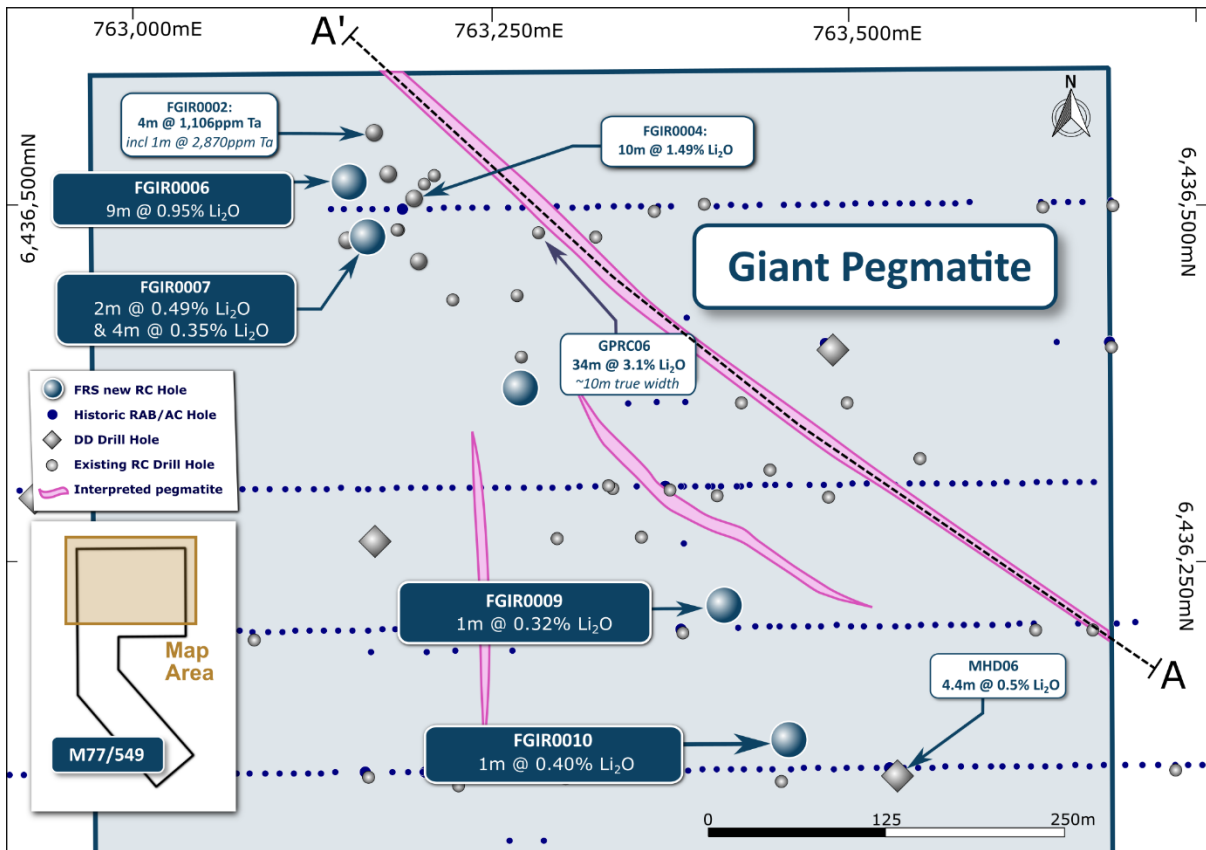 763,000mE
763,250mE
763,500mE
A'
N
FGIR0002:
4m @ 1,106ppm Ta
incl 1m @ 2,870ppm Ta
FGIR0004:
10m @ 1.49% Li₂O
6,436,500mN
6,436,500mN
FGIR0006
9m @ 0.95% Li₂O
Giant Pegmatite
FGIR0007
2m @ 0.49% Li₂O
& 4m @ 0.35% Li₂O
GPRC06
34m @ 3.1% Li₂O
~10m true width
FRS new RC Hole
Historic RAB/AC Hole
DD Drill Hole
Existing RC Drill Hole
Interpreted pegmatite
6,436,250mN
FGIR0009
1m @ 0.32% Li₂O
Map
Area
M77/549
MHD06
4.4m @ 0.5% Li₂O
A
FGIR0010
1m @ 0.40% Li₂O
0
125
250m